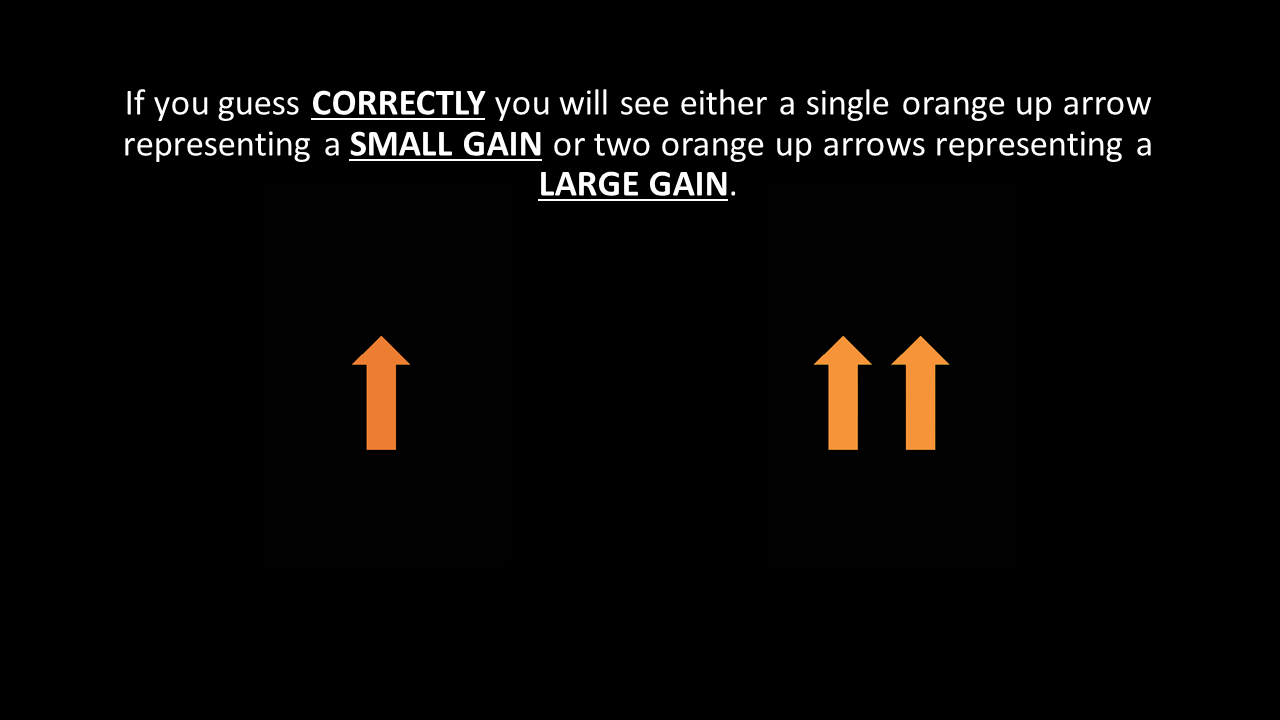 If you guess CORRECTLY you will see either a single orange up arrow
representing a SMALL GAIN or two orange up arrows representing a
LARGE GAIN.